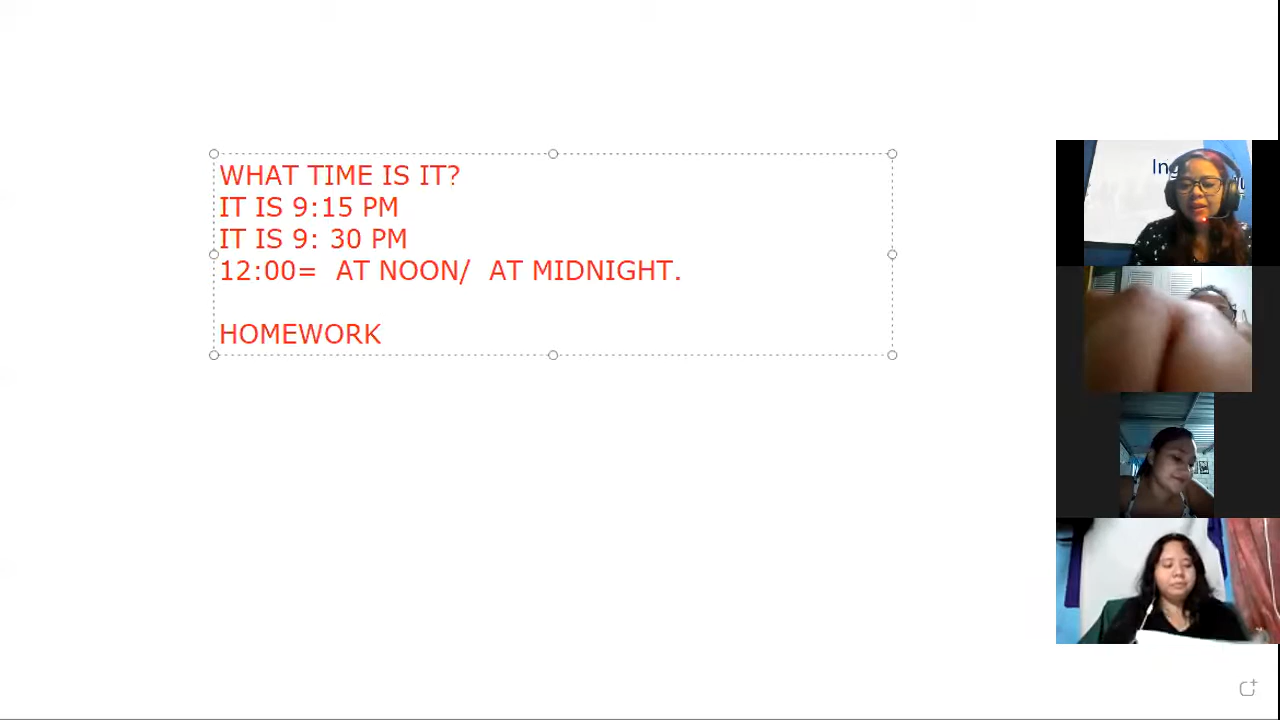 WHAT TIME IS IT?
IT IS 9:15 PM
IT IS 9: 30 PM
12:00=  AT NOON/  AT MIDNIGHT.
HOMEWORK